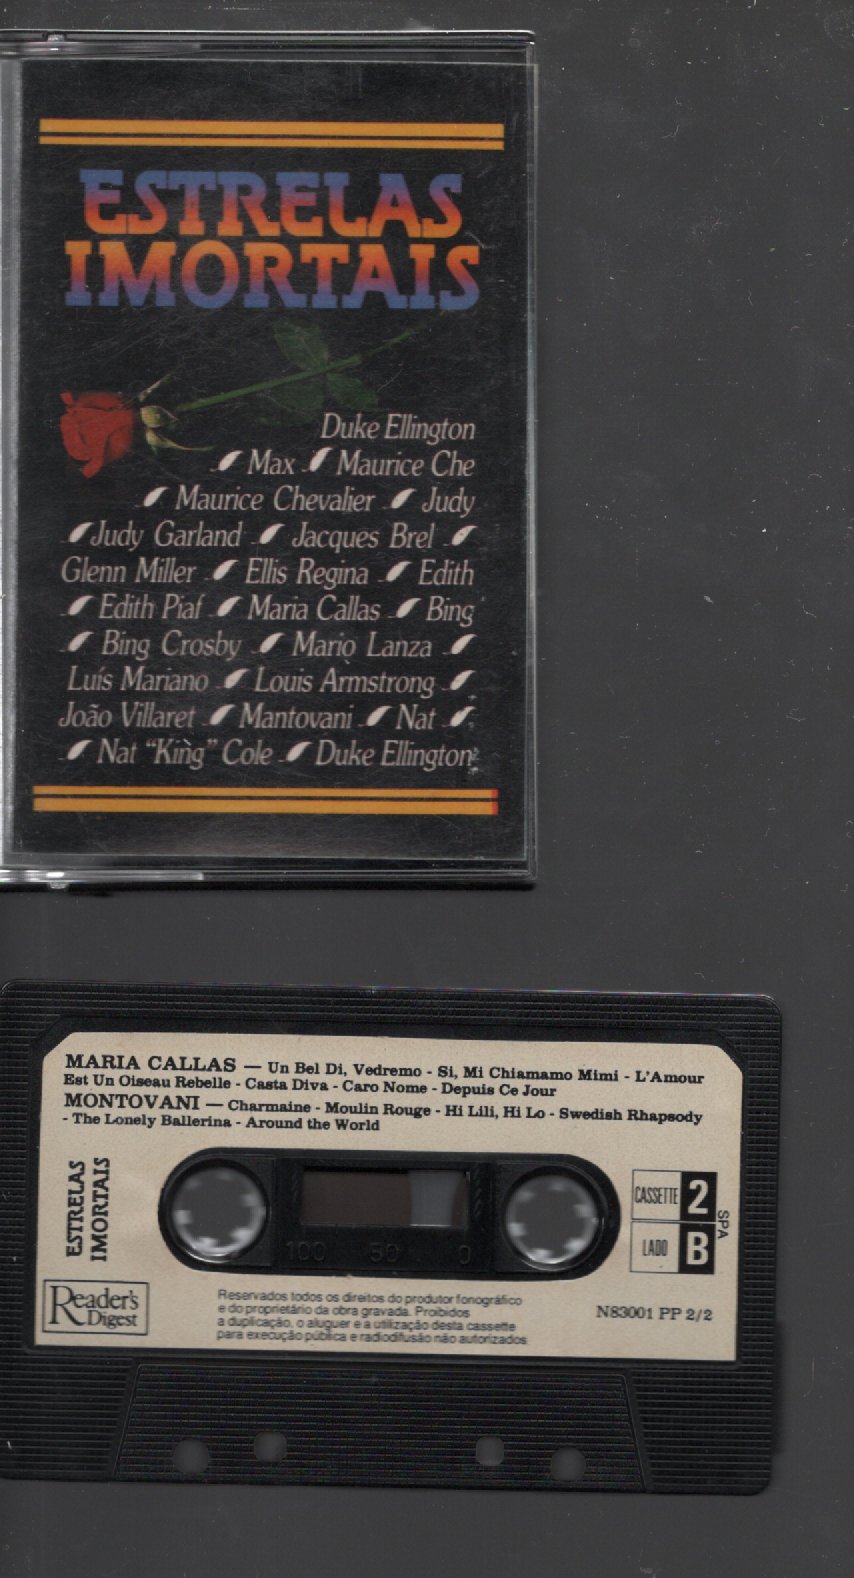 ESTRELAS
IMORTAIS
Duke Ellington
Max Maurice Che
Maurice Chevalier Judy
Judy Garland Jacques Brel
Glenn Miller Ellis Regina Edith
Edith Piaf Maria Callas Bing
Bing Crosby Mario Lanza
Luís Mariano Louis Armstrong
João Villaret Mantovani Nat
Nat "King" Cole Duke Ellington
MARIA CALLAS — Un Bel Di, Vedremo - Si, Mi Chiamamo Mimi - L'Amour
Est Un Oiseau Rebelle - Casta Diva - Caro Nome - Depuis Ce Jour
MONTOVANI — Charmaine - Moulin Rouge - Hi Lili, Hi Lo - Swedish Rhapsody
- The Lonely Ballerina - Around the World
ESTRELAS
IMORTAIS
100 50 0
CASSETTE 2
LADO B
SPA
Reader's
Digest
Reservados todos os direitos do produtor fonográfico
e do proprietário da obra gravada. Proibidos
a duplicação, o aluguer e a utilização desta cassette
para execução pública e radiodifusão não autorizados
N83001 PP 2/2